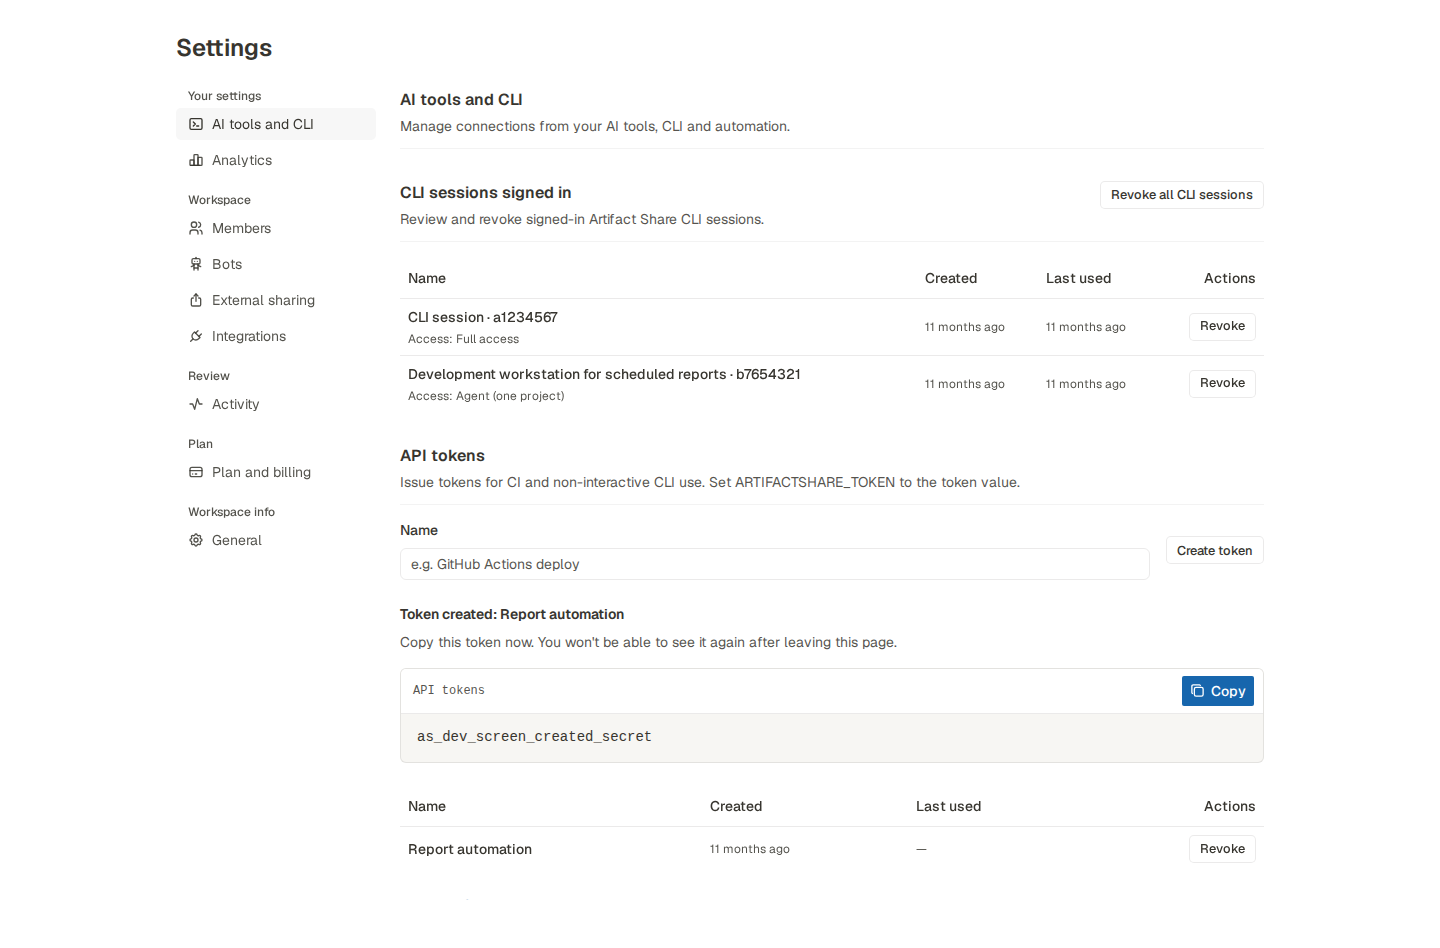 Settings
Your settings
AI tools and CLI
Analytics
Workspace
Members
Bots
External sharing
Integrations
Review
Activity
Plan
Plan and billing
Workspace info
General
AI tools and CLI
Manage connections from your AI tools, CLI and automation.
CLI sessions signed in
Revoke all CLI sessions
Review and revoke signed-in Artifact Share CLI sessions.
Name Created Last used Actions
CLI session · a1234567
Access: Full access
11 months ago 11 months ago Revoke
Development workstation for scheduled reports · b7654321
Access: Agent (one project)
11 months ago 11 months ago Revoke
API tokens
Issue tokens for CI and non-interactive CLI use. Set ARTIFACTSHARE_TOKEN to the token value.
Name
e.g. GitHub Actions deploy
Create token
Token created: Report automation
Copy this token now. You won't be able to see it again after leaving this page.
API tokens Copy
as_dev_screen_created_secret
Name Created Last used Actions
Report automation 11 months ago — Revoke